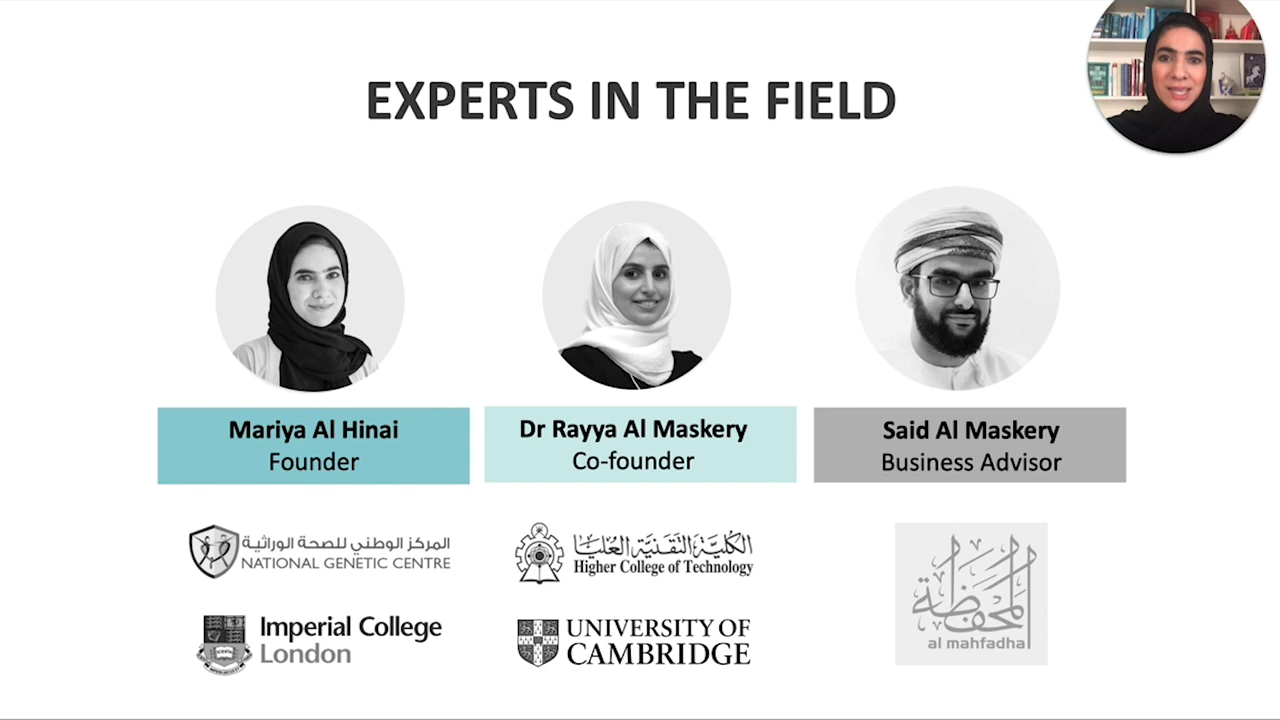 EXPERTS IN THE FIELD
Mariya Al Hinai
Founder
Dr Rayya Al Maskery
Co-founder
Said Al Maskery
Business Advisor
المركز الوطني للصحة الوراثية
NATIONAL GENETIC CENTRE
الكلية التقنية العليا
Higher College of Technology
المحفظة
al mahfadha
Imperial College
London
UNIVERSITY OF
CAMBRIDGE